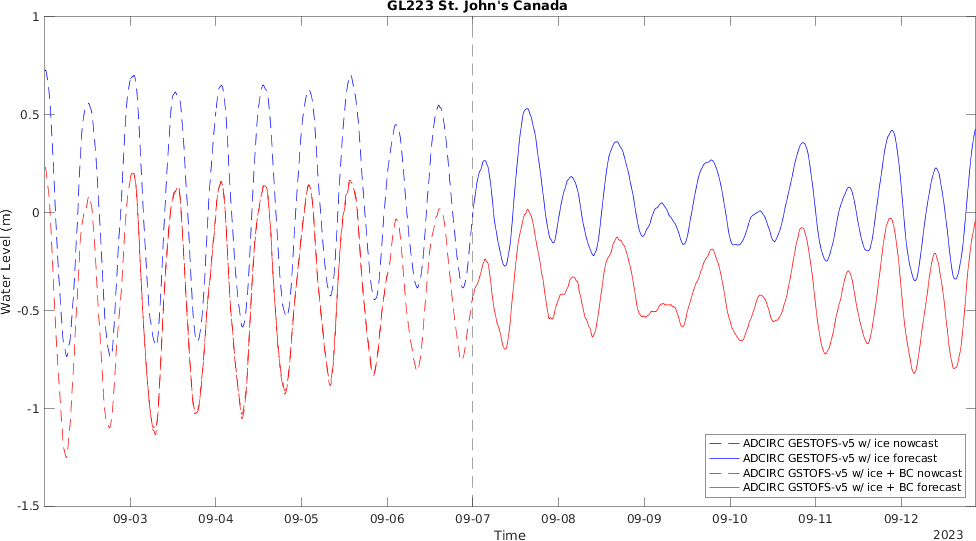 GL223 St. John's Canada
1
0.5
0
-0.5
-1
-1.5
Water Level (m)
ADCIRC GESTOFS-v5 w/ ice nowcast
ADCIRC GESTOFS-v5 w/ ice forecast
ADCIRC GSTOFS-v5 w/ ice + BC nowcast
ADCIRC GSTOFS-v5 w/ ice + BC forecast
09-03 09-04 09-05 09-06 09-07 09-08 09-09 09-10 09-11 09-12
Time
2023